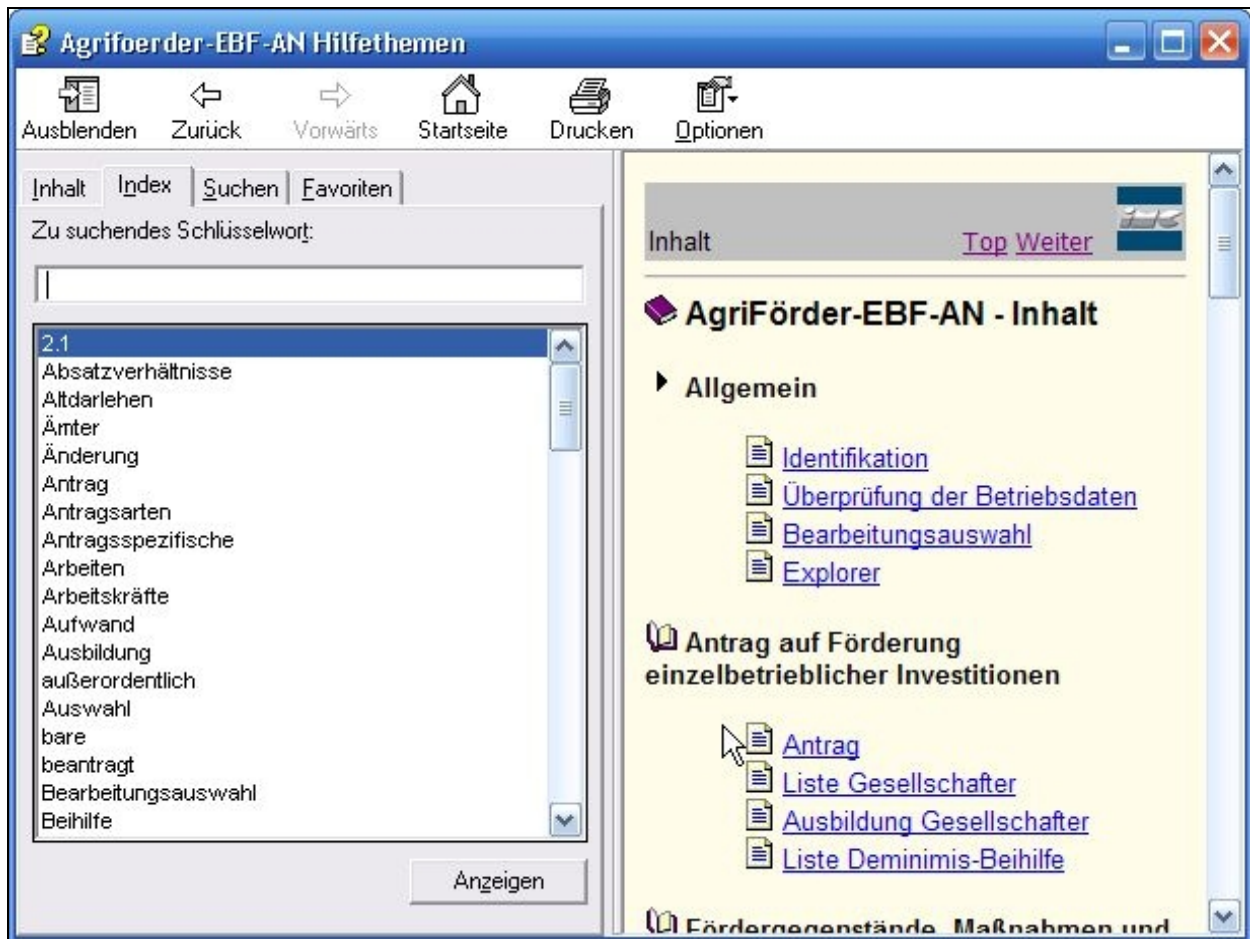 Agrifoerder-EBF-AN Hilfethemen
Ausblenden Zurück Vorwärts Startseite Drucken Optionen
Inhalt Index Suchen Favoriten
Zu suchendes Schlüsselwort:
2.1
Absatzverhältnisse
Altdarlehen
Ämter
Änderung
Antrag
Antragsarten
Antragsspezifische
Arbeiten
Arbeitskräfte
Aufwand
Ausbildung
außerordentlich
Auswahl
bare
beantragt
Bearbeitungsauswahl
Beihilfe
Anzeigen
Inhalt Top Weiter
AgriFörder-EBF-AN - Inhalt
Allgemein
Identifikation
Überprüfung der Betriebsdaten
Bearbeitungsauswahl
Explorer
Antrag auf Förderung
einzelbetrieblicher Investitionen
Antrag
Liste Gesellschafter
Ausbildung Gesellschafter
Liste Deminimis-Beihilfe
Fördergegenstände, Maßnahmen und